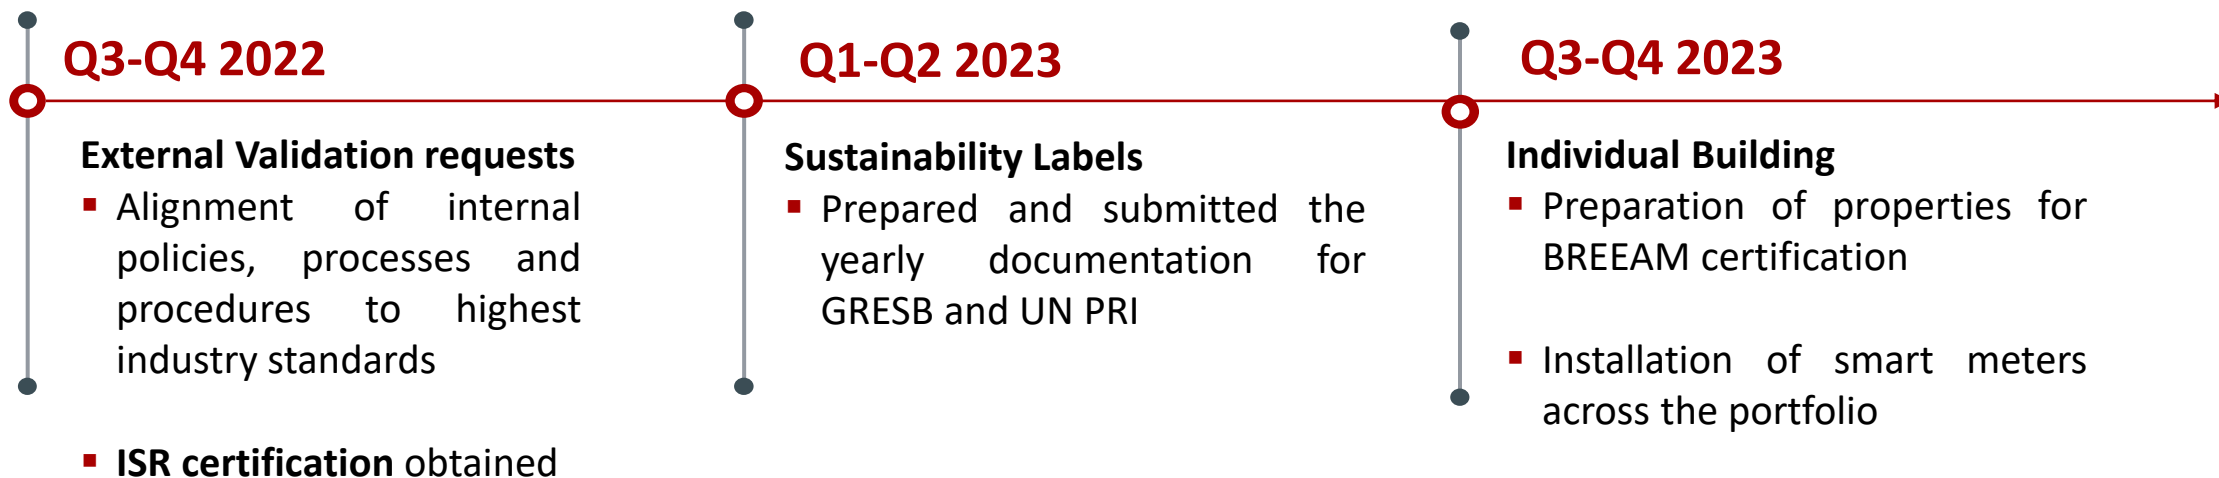 Q3-Q4 2022
External Validation requests
▪ Alignment of internal
policies, processes and
procedures to highest
industry standards
▪ ISR certification obtained
Q1-Q2 2023
Sustainability Labels
▪ Prepared and submitted the
yearly documentation for
GRESB and UN PRI
Q3-Q4 2023
Individual Building
▪ Preparation of properties for
BREEAM certification
▪ Installation of smart meters
across the portfolio